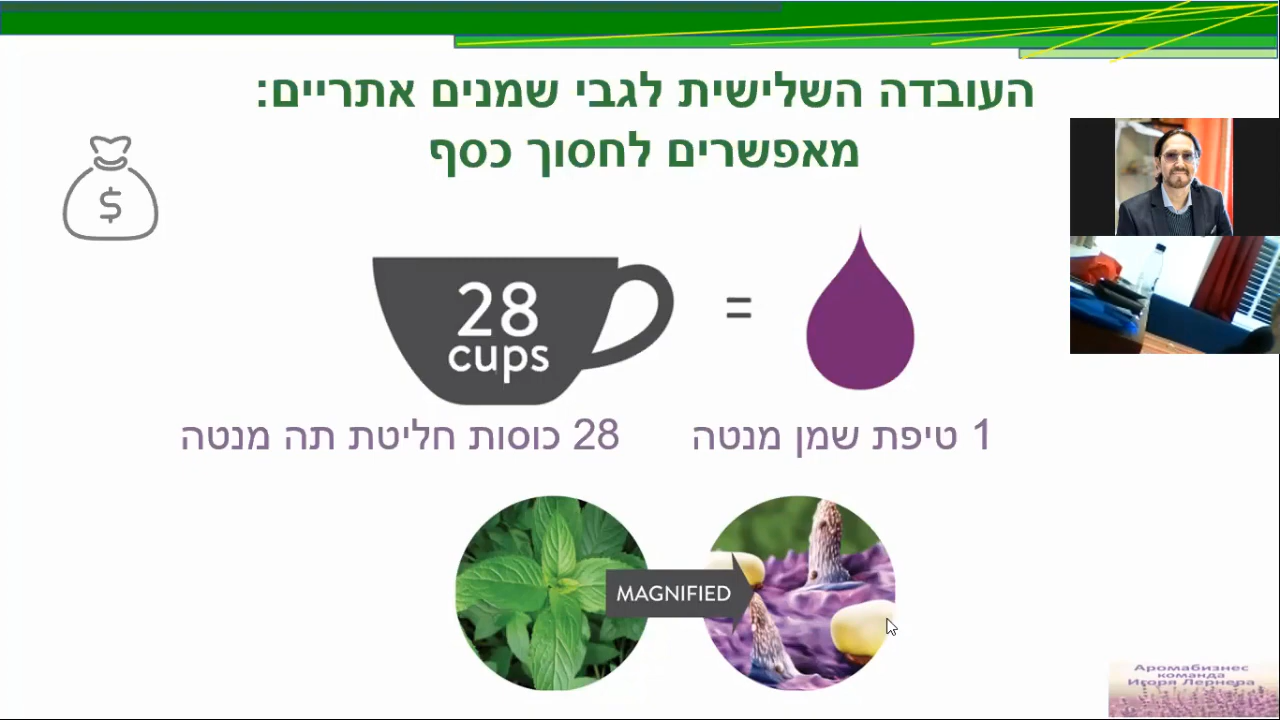 העובדה השלישית לגבי שמנים אתריים:
מאפשרים לחסוך כסף
$
28
cups
=
1 טיפת שמן מנטה
28 כוסות חליטת תה מנטה
MAGNIFIED
Аромабизнес
команда
Игоря Лернера